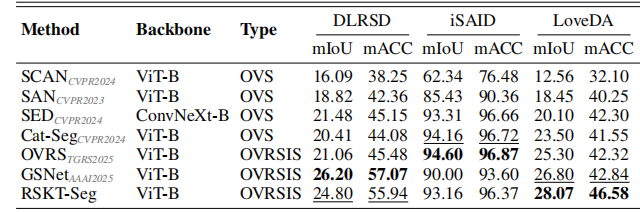 Method Backbone Type DLRSD iSAID LoveDA
mIoU mACC mIoU mACC mIoU mACC
SCAN CVPR2024 ViT-B OVS 16.09 38.25 62.34 76.48 12.56 32.10
SAN CVPR2023 ViT-B OVS 18.82 42.36 85.43 90.36 18.45 40.25
SED CVPR2024 ConvNeXt-B OVS 21.48 45.15 93.31 96.66 20.10 42.30
Cat-Seg CVPR2024 ViT-B OVS 20.41 44.08 94.16 96.72 23.50 41.55
OVRS TGRS2025 ViT-B OVRSIS 21.06 45.48 94.60 96.87 25.30 42.32
GSNet AAAI2025 ViT-B OVRSIS 26.20 57.07 90.00 93.60 26.80 42.84
RSKT-Seg ViT-B OVRSIS 24.80 55.94 93.16 96.37 28.07 46.58